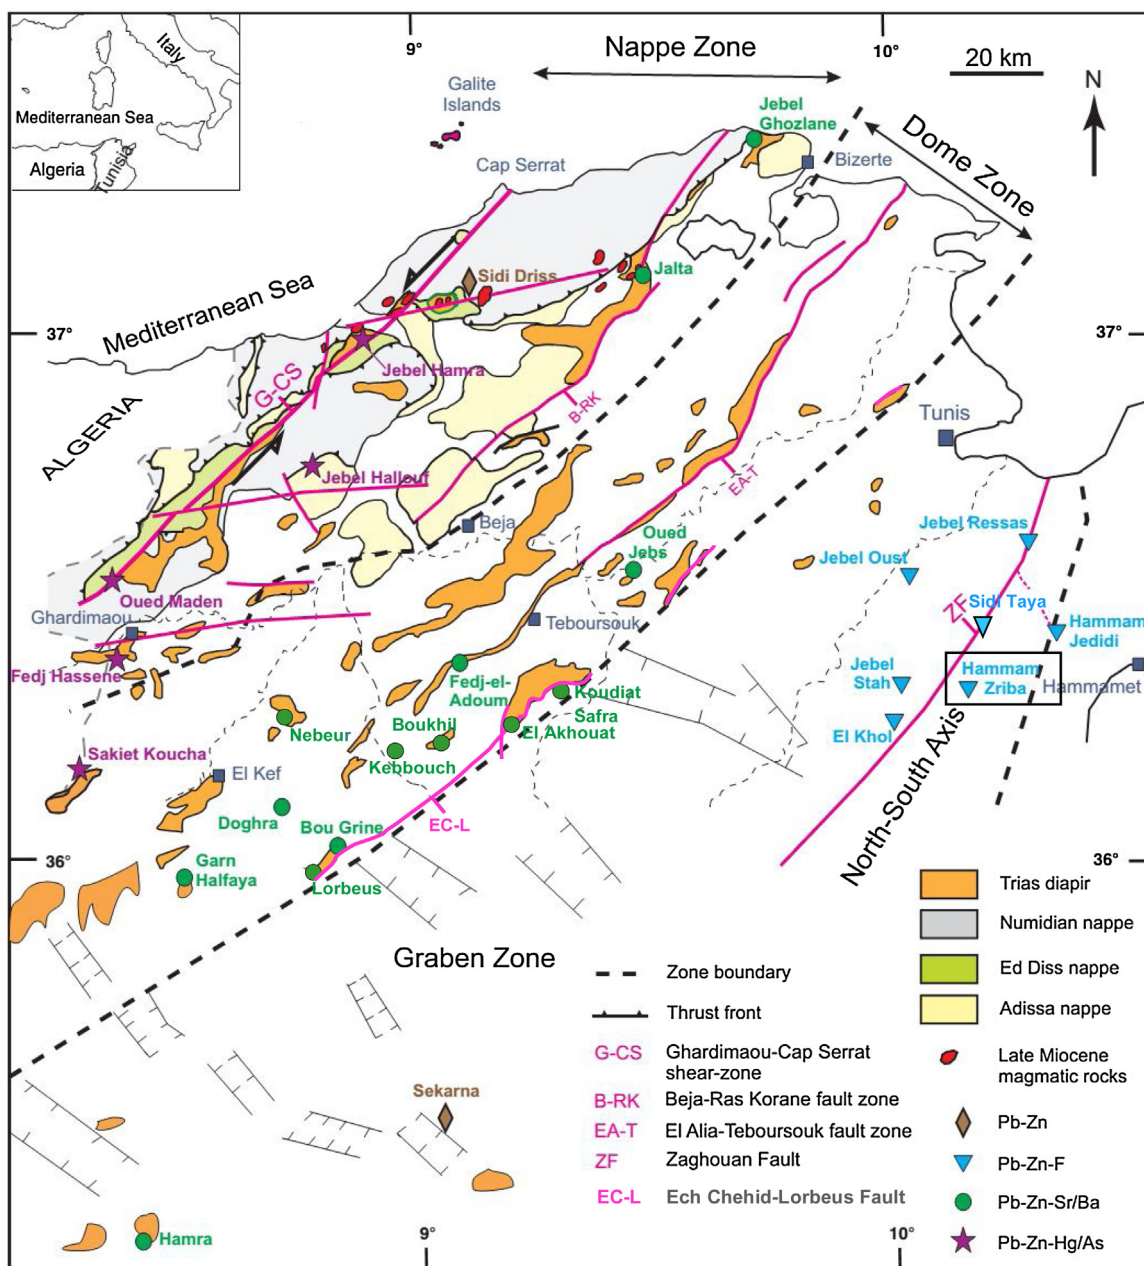 9°
Nappe Zone
10°
20 km
N
Italy
Mediterranean Sea
Algeria
Tunisia
Galite
Islands
Jebel
Ghozlane
Dome Zone
Cap Serrat
Bizerte
Sidi Driss
Jalta
Mediterranean Sea
37°
37°
Jebel Hamra
G-CS
ALGERIA
B-RK
Tunis
Jebel Hallouf
EA-T
Beja
Jebel Ressas
Oued
Jebs
Jebel Oust
Oued Maden
Sidi Taya
ZF
Ghardimaou
Teboursouk
Hammam
Jedidi
Fedj Hassene
Fedj-el-
Adoum
Jebel
Stah
Hammam
Zriba
Hammamet
Koudiat
Safra
Boukhil
El Akhouat
Nebeur
El Khol
Sakiet Koucha
Kebbouch
El Kef
North-South Axis
Doghra
Bou Grine
EC-L
36°
36°
Garn
Halfaya
Lorbeus
Graben Zone
Trias diapir
Numidian nappe
Ed Diss nappe
Adissa nappe
Late Miocene
magmatic rocks
Pb-Zn
Pb-Zn-F
Pb-Zn-Sr/Ba
Pb-Zn-Hg/As
Zone boundary
Thrust front
G-CS Ghardimaou-Cap Serrat
shear-zone
B-RK Beja-Ras Korane fault zone
EA-T El Alia-Teboursouk fault zone
ZF Zaghouan Fault
EC-L Ech Chehid-Lorbeus Fault
Sekarna
Hamra
9°
10°